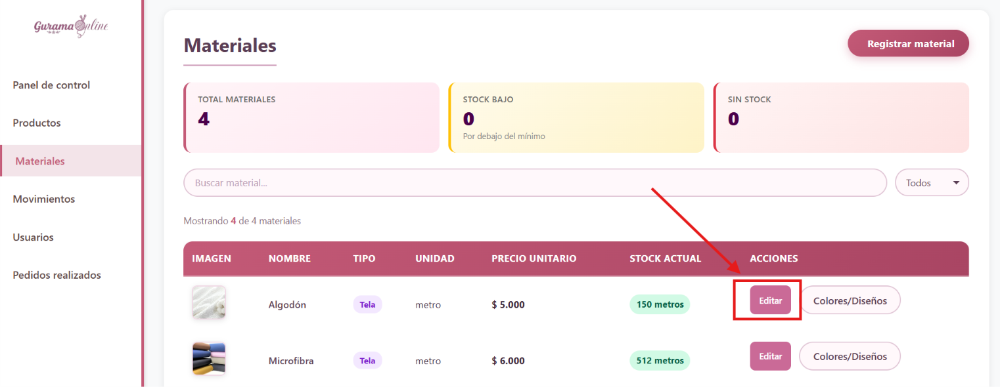 Gurama Online
Panel de control
Productos
Materiales
Movimientos
Usuarios
Pedidos realizados
Materiales
Registrar material
TOTAL MATERIALES
4
STOCK BAJO
0
Por debajo del mínimo
SIN STOCK
0
Buscar material...
Todos
Mostrando 4 de 4 materiales
IMAGEN NOMBRE TIPO UNIDAD PRECIO UNITARIO STOCK ACTUAL ACCIONES
Algodón Tela metro $ 5.000 150 metros Editar Colores/Diseños
Microfibra Tela metro $ 6.000 512 metros Editar Colores/Diseños